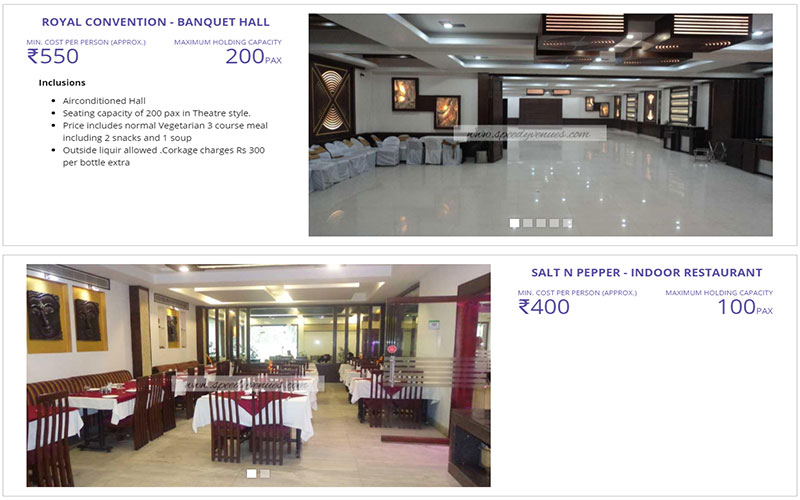 ROYAL CONVENTION - BANQUET HALL
MIN. COST PER PERSON (APPROX.)
₹550
MAXIMUM HOLDING CAPACITY
200PAX
Inclusions
• Airconditioned Hall
• Seating capacity of 200 pax in Theatre style.
• Price includes normal Vegetarian 3 course meal
including 2 snacks and 1 soup
• Outside liquir allowed .Corkage charges Rs 300
per bottle extra
www.speedyvenues.com
SALT N PEPPER - INDOOR RESTAURANT
MIN. COST PER PERSON (APPROX.)
₹400
MAXIMUM HOLDING CAPACITY
100PAX
www.speedyvenues.com